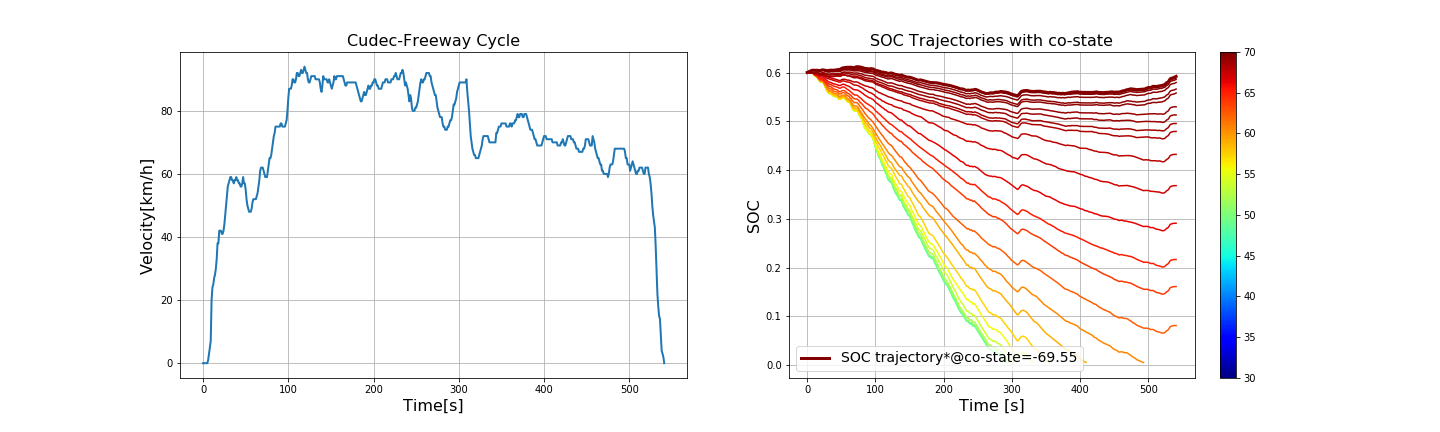 Cudec-Freeway Cycle
Velocity[km/h]
80
60
40
20
0
0 100 200 300 400 500
Time[s]
SOC Trajectories with co-state
SOC
0.6
0.5
0.4
0.3
0.2
0.1
0.0
SOC trajectory*@co-state=-69.55
0 100 200 300 400 500
Time [s]
70
65
60
55
50
45
40
35
30